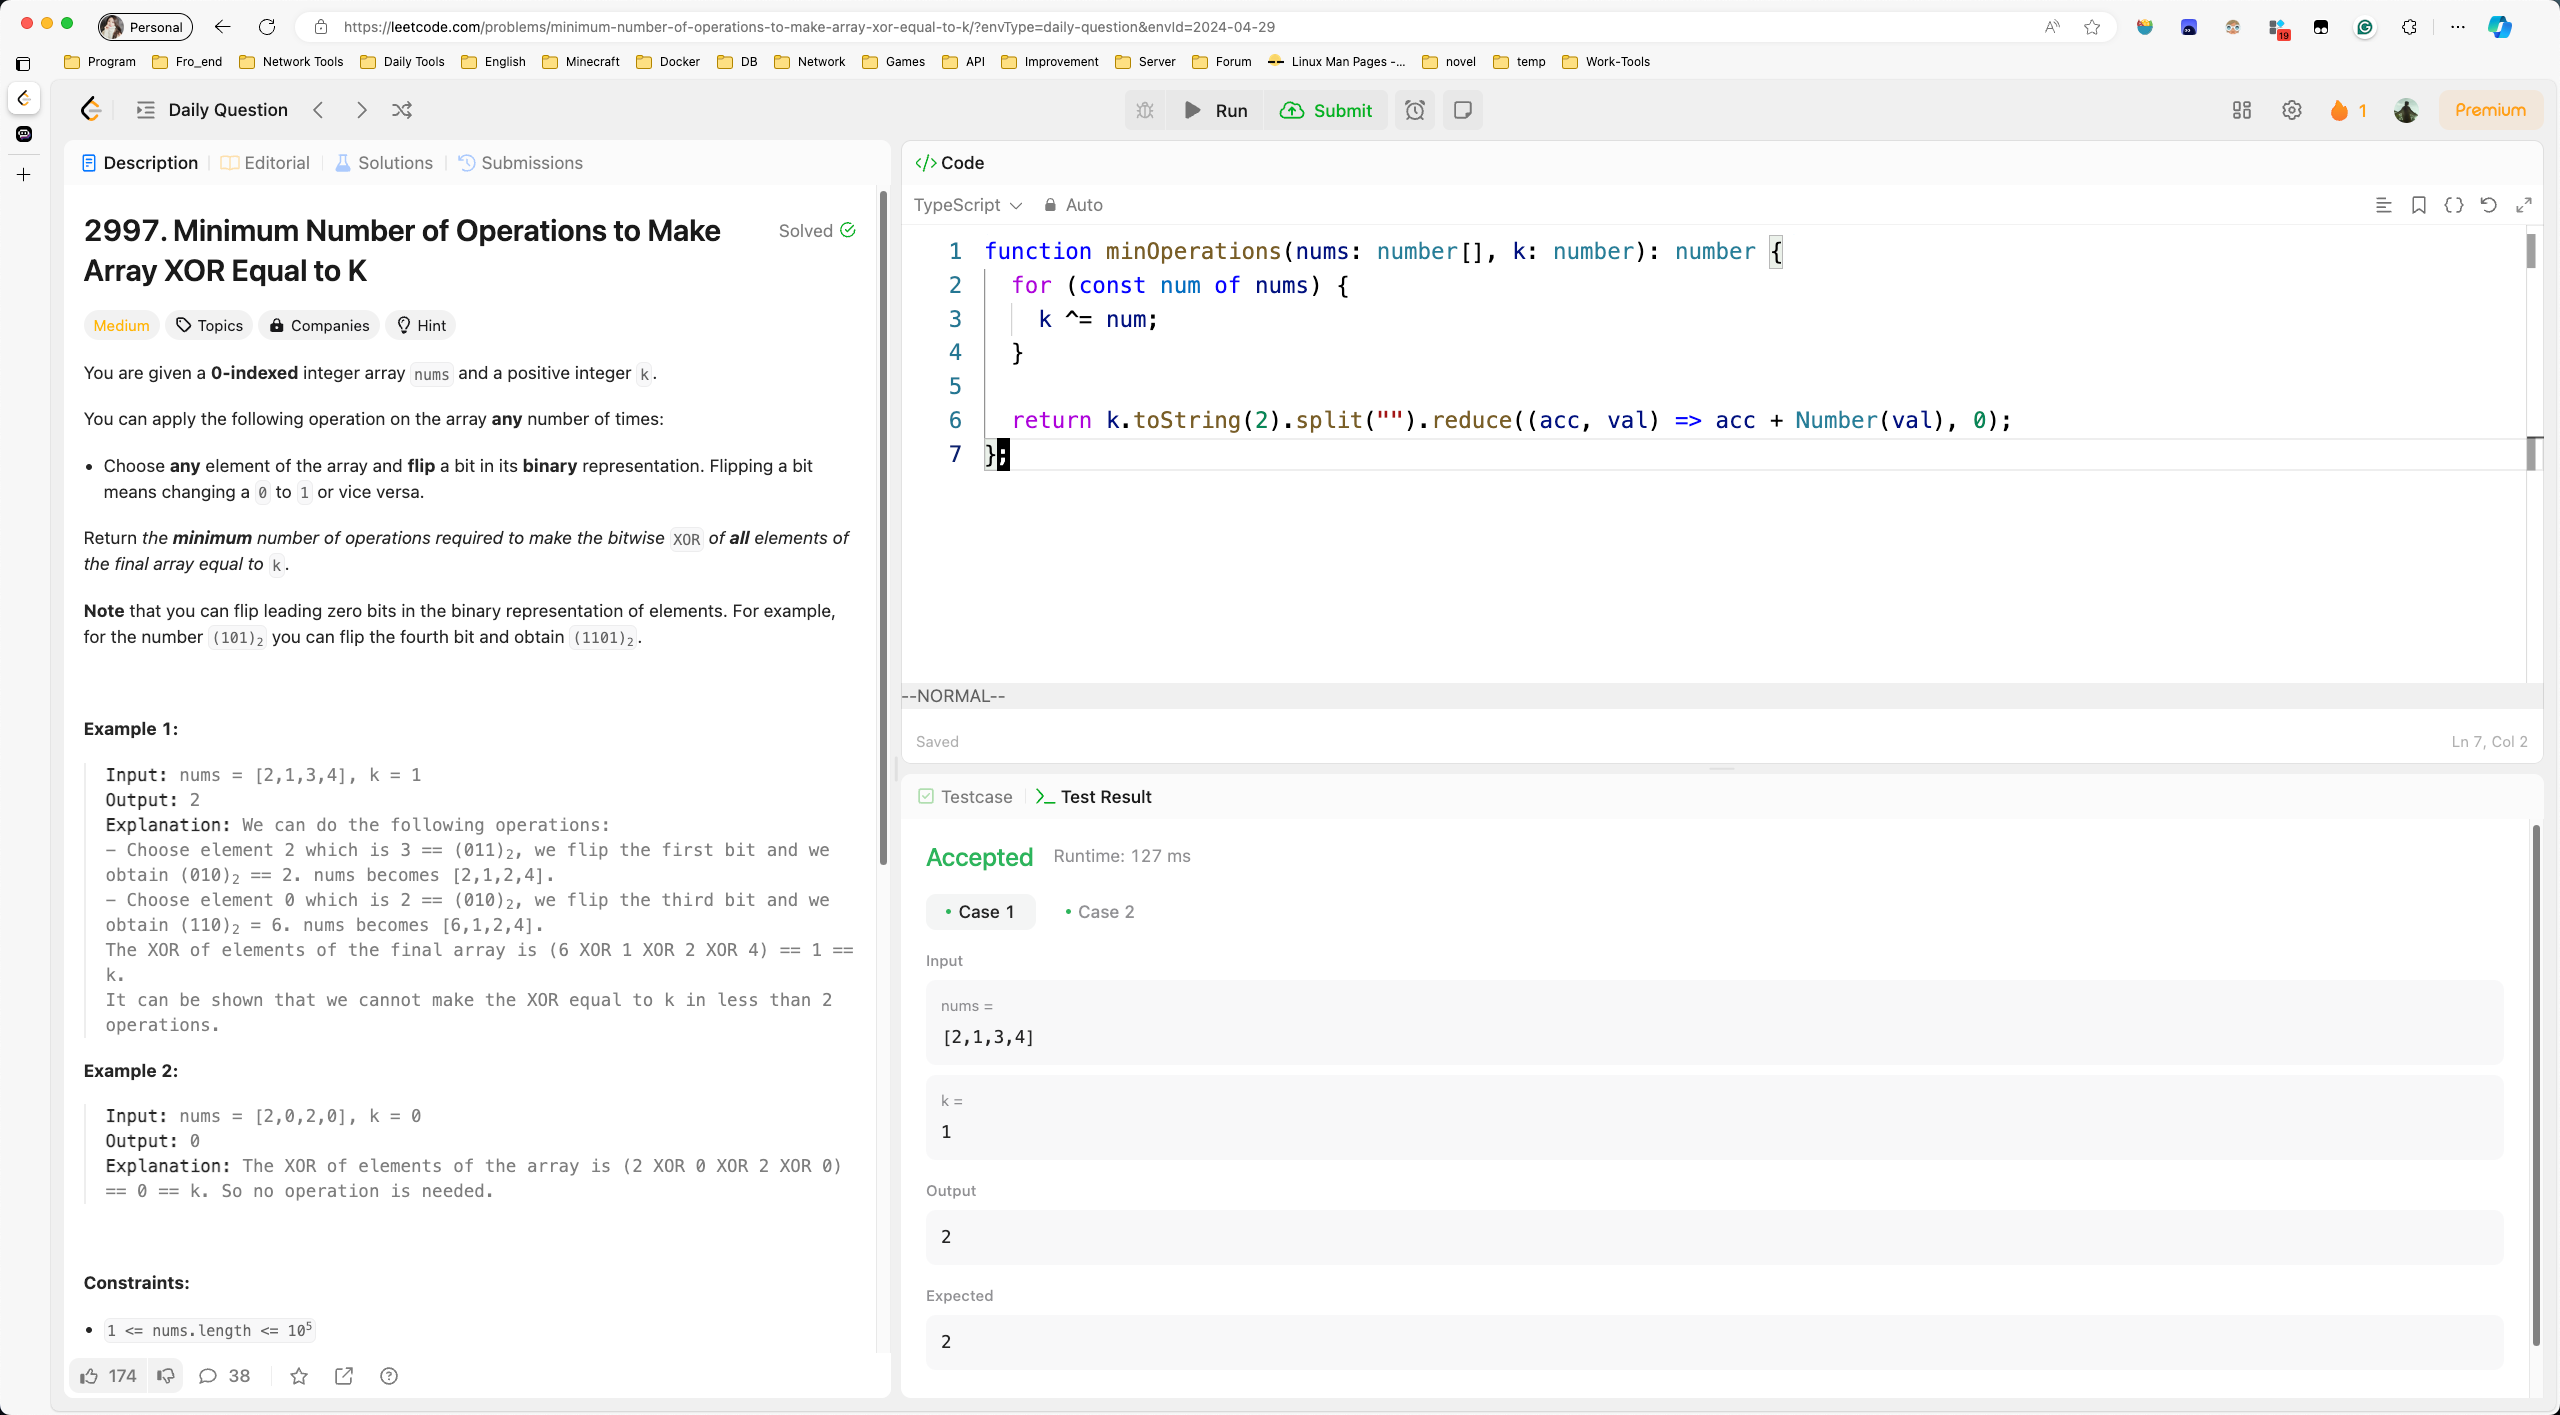 Personal
https://leetcode.com/problems/minimum-number-of-operations-to-make-array-xor-equal-to-k/?envType=daily-question&envId=2024-04-29
19
Program Fro_end Network Tools Daily Tools English Minecraft Docker DB Network Games API Improvement Server Forum Linux Man Pages -... novel temp Work-Tools
Daily Question Run Submit 1 Premium
Description Editorial Solutions Submissions
2997. Minimum Number of Operations to Make
Array XOR Equal to K
Solved
Medium Topics Companies Hint
You are given a 0-indexed integer array nums and a positive integer k.
You can apply the following operation on the array any number of times:
• Choose any element of the array and flip a bit in its binary representation. Flipping a bit
means changing a 0 to 1 or vice versa.
Return the minimum number of operations required to make the bitwise XOR of all elements of
the final array equal to k.
Note that you can flip leading zero bits in the binary representation of elements. For example,
for the number (101)₂ you can flip the fourth bit and obtain (1101)₂.
Example 1:
Input: nums = [2,1,3,4], k = 1
Output: 2
Explanation: We can do the following operations:
- Choose element 2 which is 3 == (011)₂, we flip the first bit and we
obtain (010)₂ == 2. nums becomes [2,1,2,4].
- Choose element 0 which is 2 == (010)₂, we flip the third bit and we
obtain (110)₂ = 6. nums becomes [6,1,2,4].
The XOR of elements of the final array is (6 XOR 1 XOR 2 XOR 4) == 1 ==
k.
It can be shown that we cannot make the XOR equal to k in less than 2
operations.
Example 2:
Input: nums = [2,0,2,0], k = 0
Output: 0
Explanation: The XOR of elements of the array is (2 XOR 0 XOR 2 XOR 0)
== 0 == k. So no operation is needed.
Constraints:
• 1 <= nums.length <= 10⁵
174 38
</> Code
TypeScript Auto
1 function minOperations(nums: number[], k: number): number {
2 for (const num of nums) {
3 k ^= num;
4 }
5
6 return k.toString(2).split("").reduce((acc, val) => acc + Number(val), 0);
7 };
--NORMAL--
Saved Ln 7, Col 2
Testcase Test Result
Accepted Runtime: 127 ms
• Case 1 • Case 2
Input
nums =
[2,1,3,4]
k =
1
Output
2
Expected
2